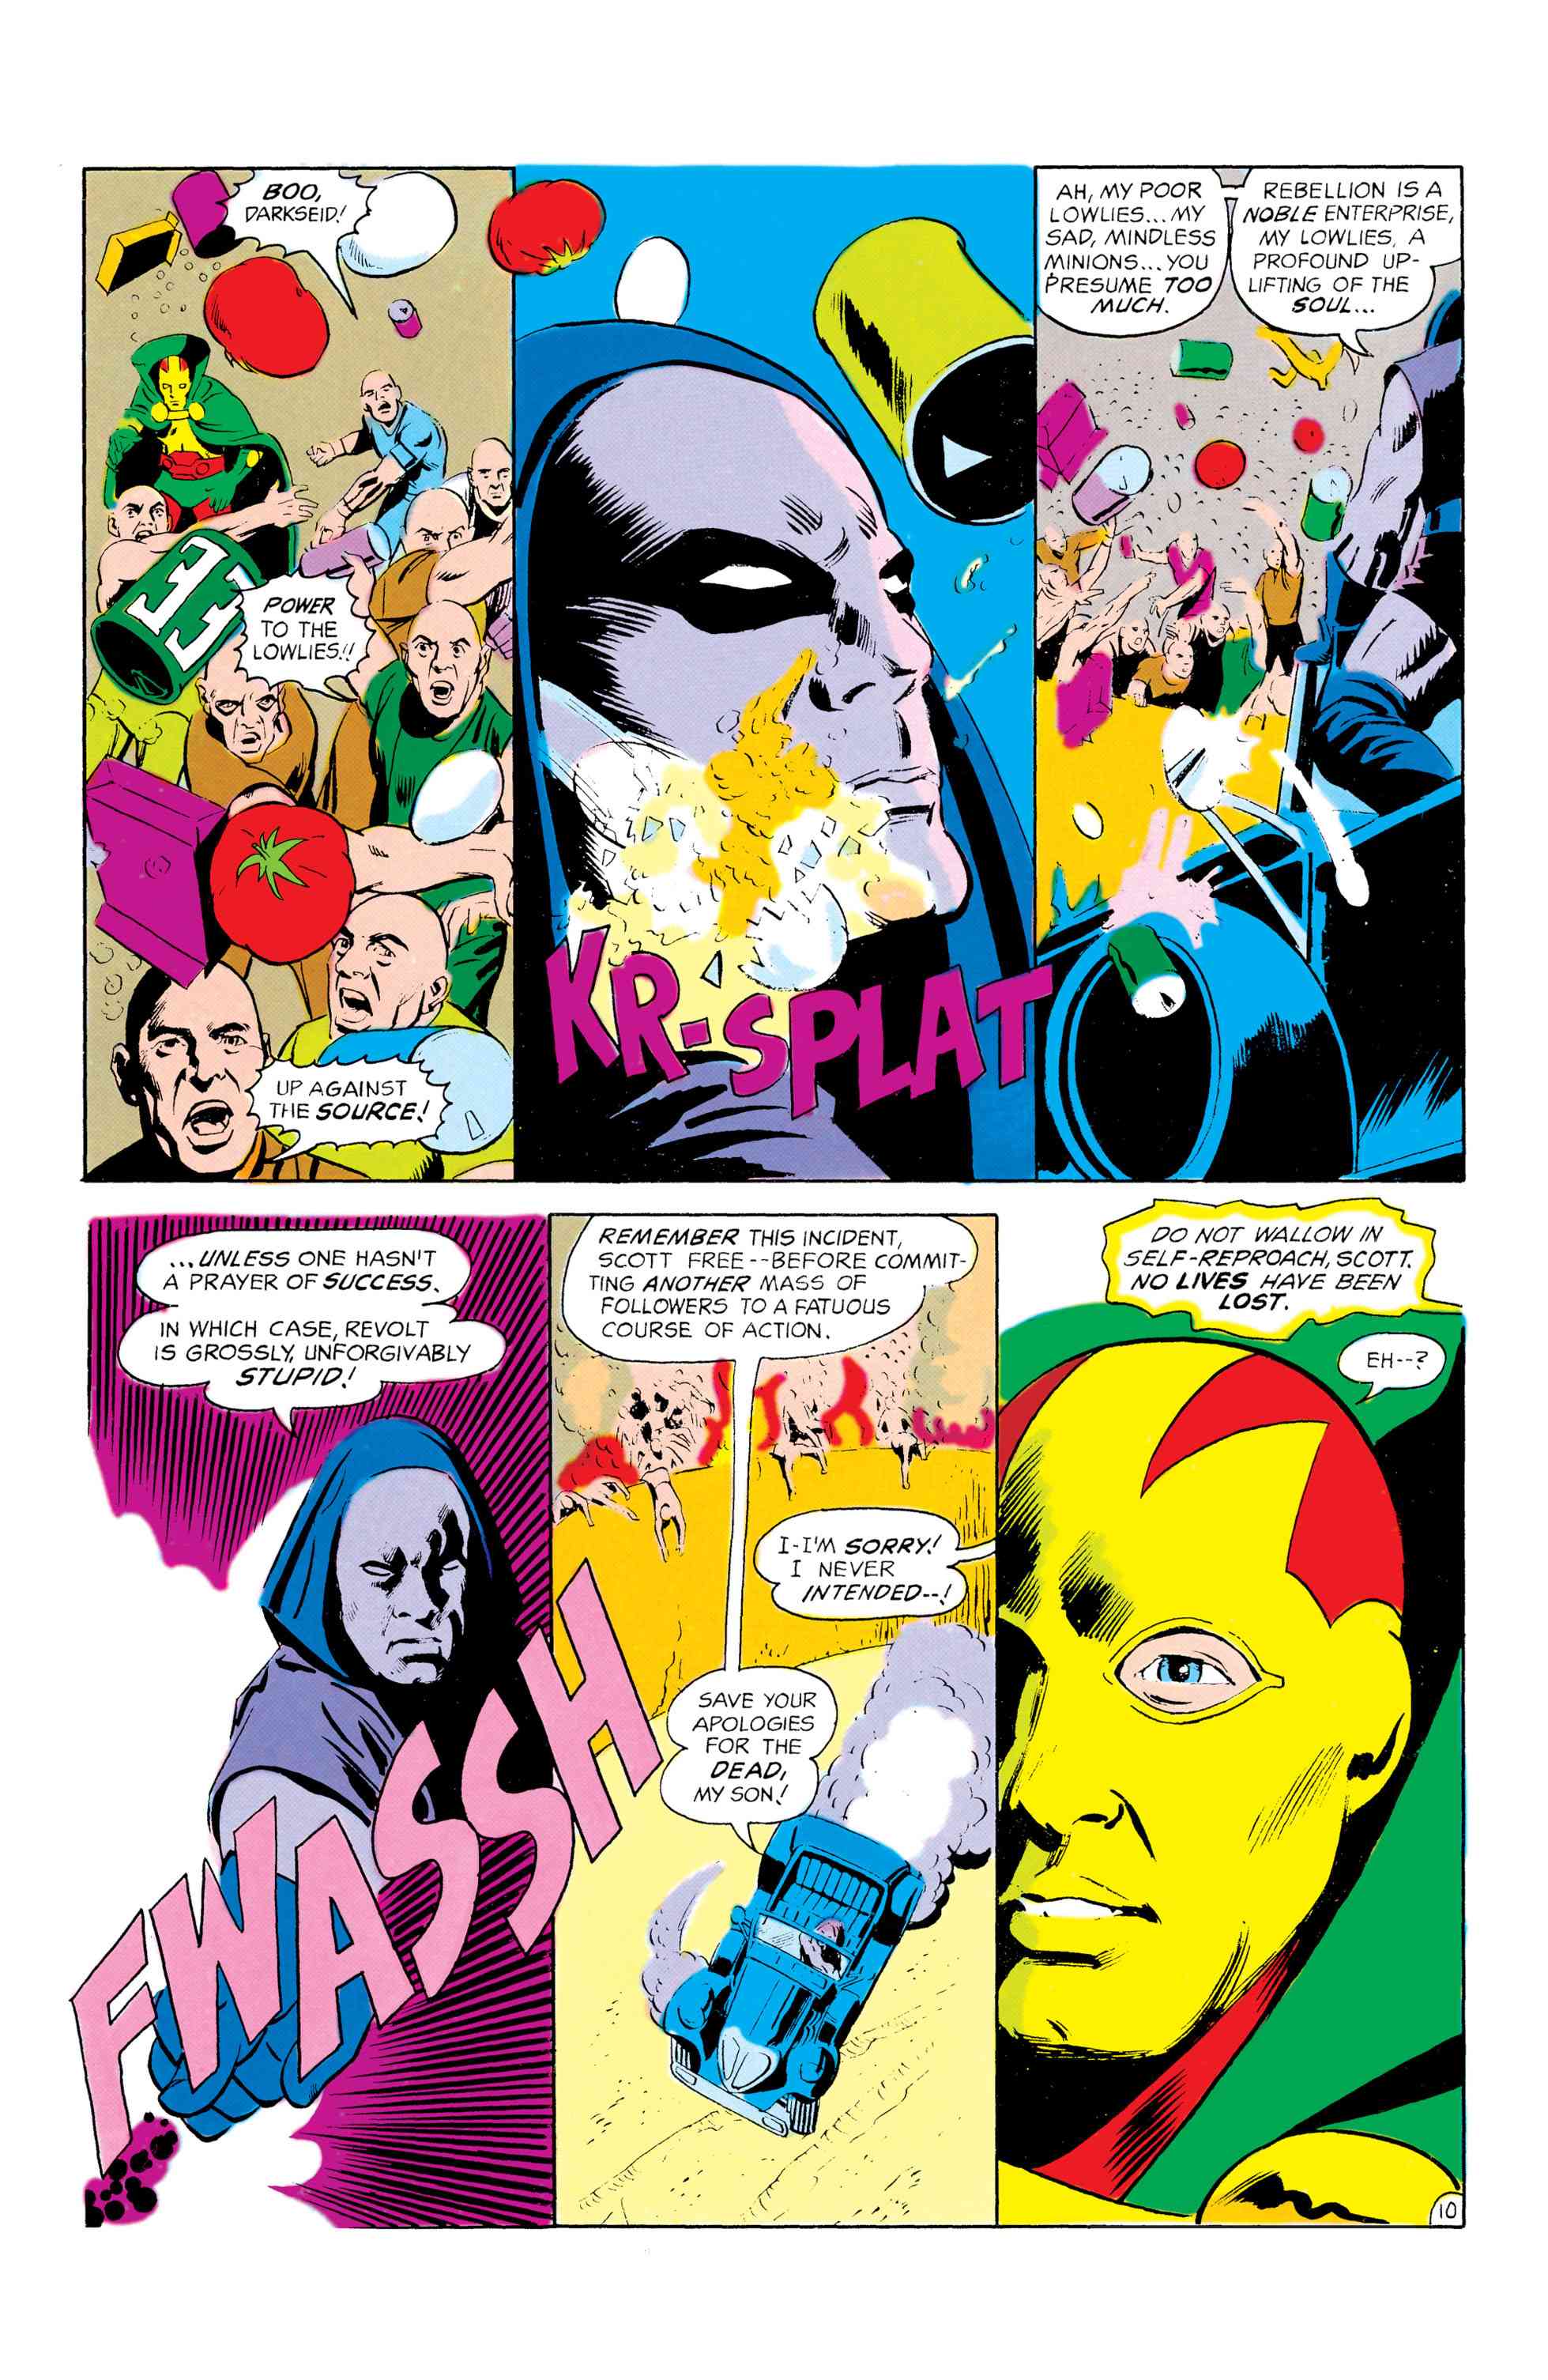 BOO,
DARKSEID!
POWER
TO THE
LOWLIES!!
UP AGAINST
THE SOURCE!
KR-SPLAT
AH, MY POOR
LOWLIES...MY
SAD, MINDLESS
MINIONS...YOU
PRESUME TOO
MUCH.
REBELLION IS A
NOBLE ENTERPRISE,
MY LOWLIES, A
PROFOUND UP-
LIFTING OF THE
SOUL...
...UNLESS ONE HASN'T
A PRAYER OF SUCCESS.
IN WHICH CASE, REVOLT
IS GROSSLY, UNFORGIVABLY
STUPID!
FWASSSH
REMEMBER THIS INCIDENT,
SCOTT FREE--BEFORE COMMIT-
TING ANOTHER MASS OF
FOLLOWERS TO A FATUOUS
COURSE OF ACTION.
I-I'M SORRY!
I NEVER
INTENDED--!
SAVE YOUR
APOLOGIES
FOR THE
DEAD,
MY SON!
DO NOT WALLOW IN
SELF-REPROACH, SCOTT.
NO LIVES HAVE BEEN
LOST.
EH--?
10